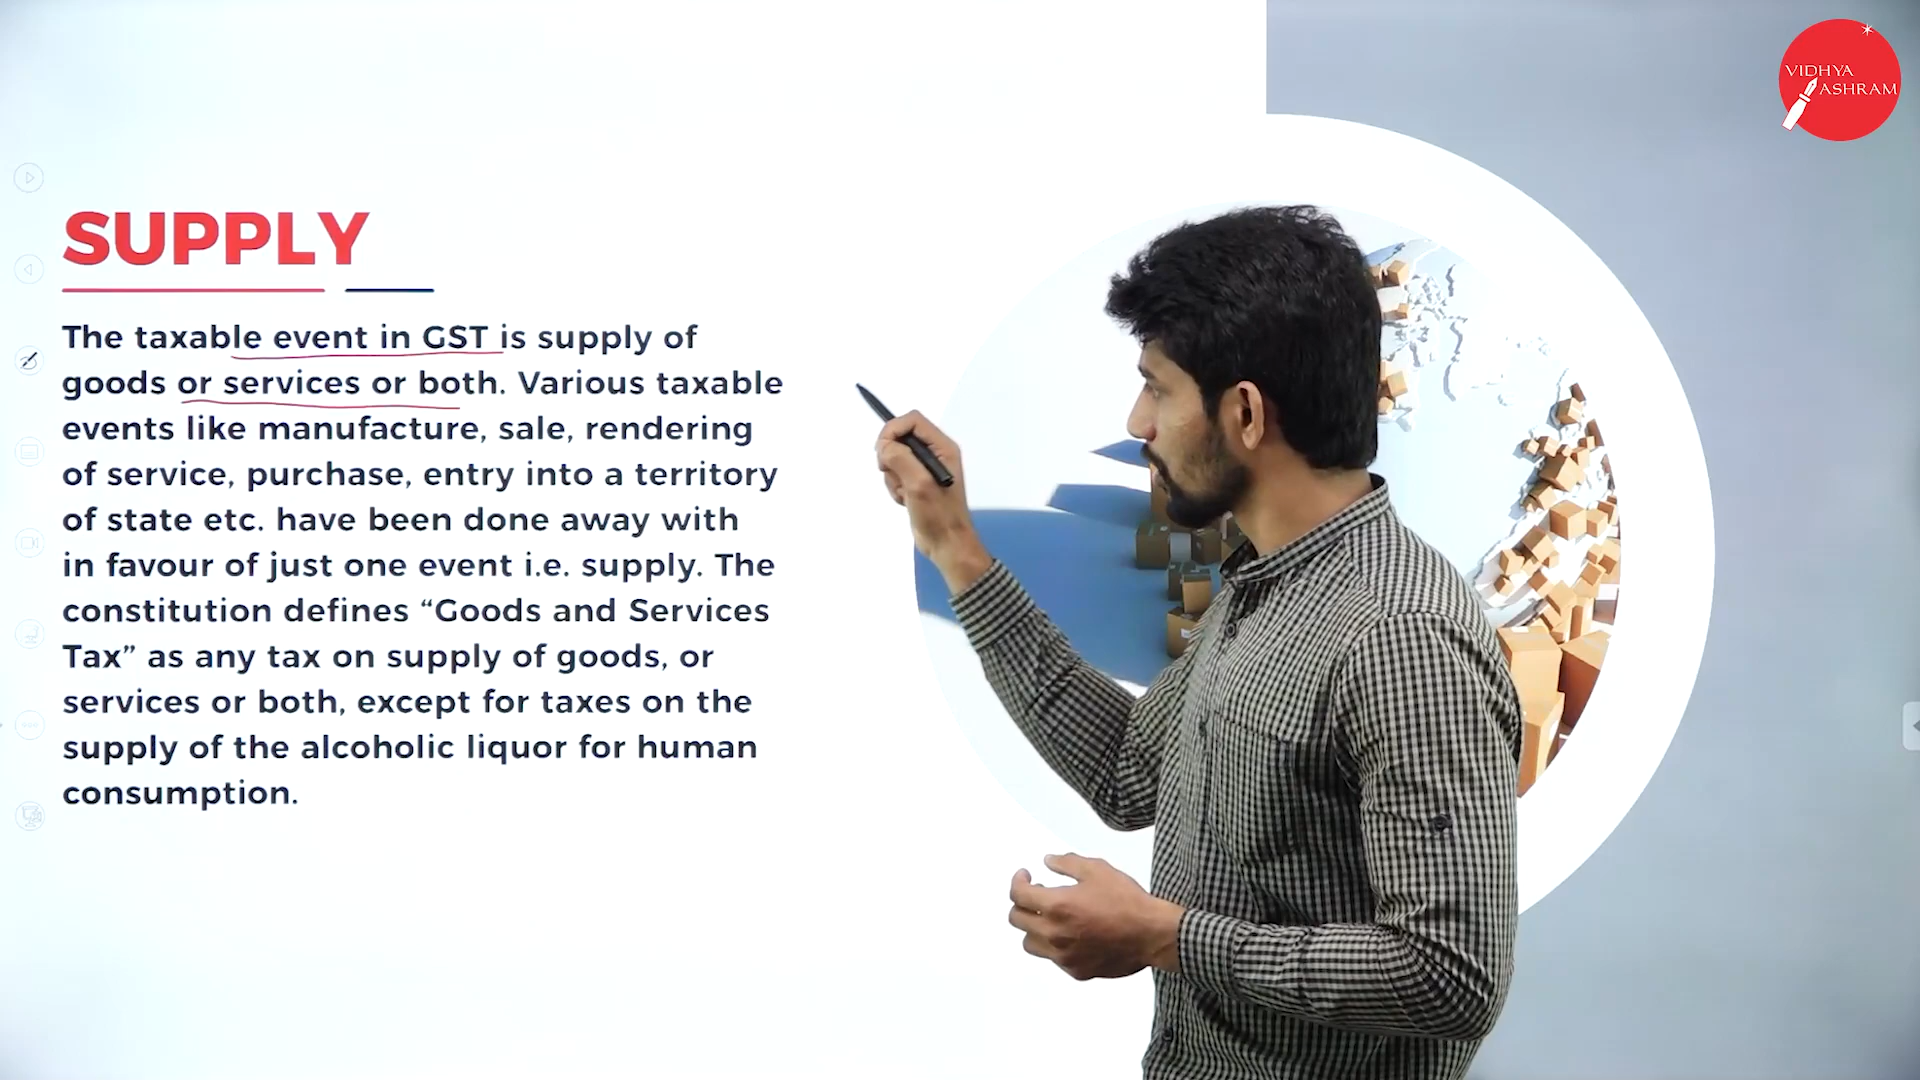 VIDHYA
ASHRAM
SUPPLY
The taxable event in GST is supply of
goods or services or both. Various taxable
events like manufacture, sale, rendering
of service, purchase, entry into a territory
of state etc. have been done away with
in favour of just one event i.e. supply. The
constitution defines “Goods and Services
Tax” as any tax on supply of goods, or
services or both, except for taxes on the
supply of the alcoholic liquor for human
consumption.